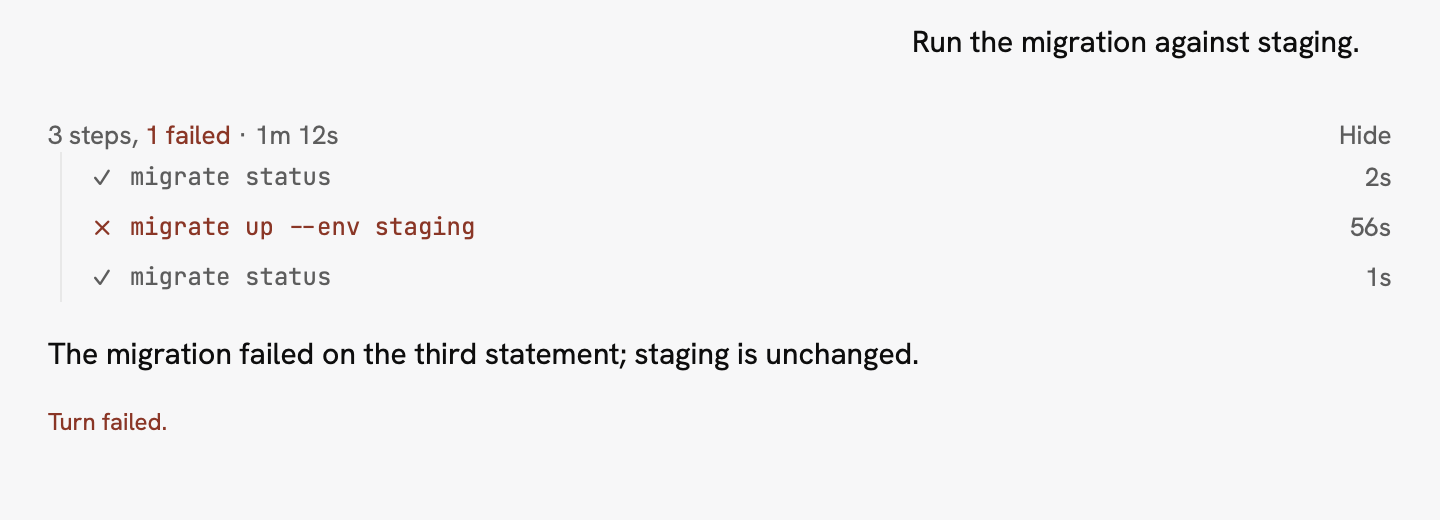 Run the migration against staging.
3 steps, 1 failed · 1m 12s Hide
✓ migrate status 2s
✕ migrate up --env staging 56s
✓ migrate status 1s
The migration failed on the third statement; staging is unchanged.
Turn failed.